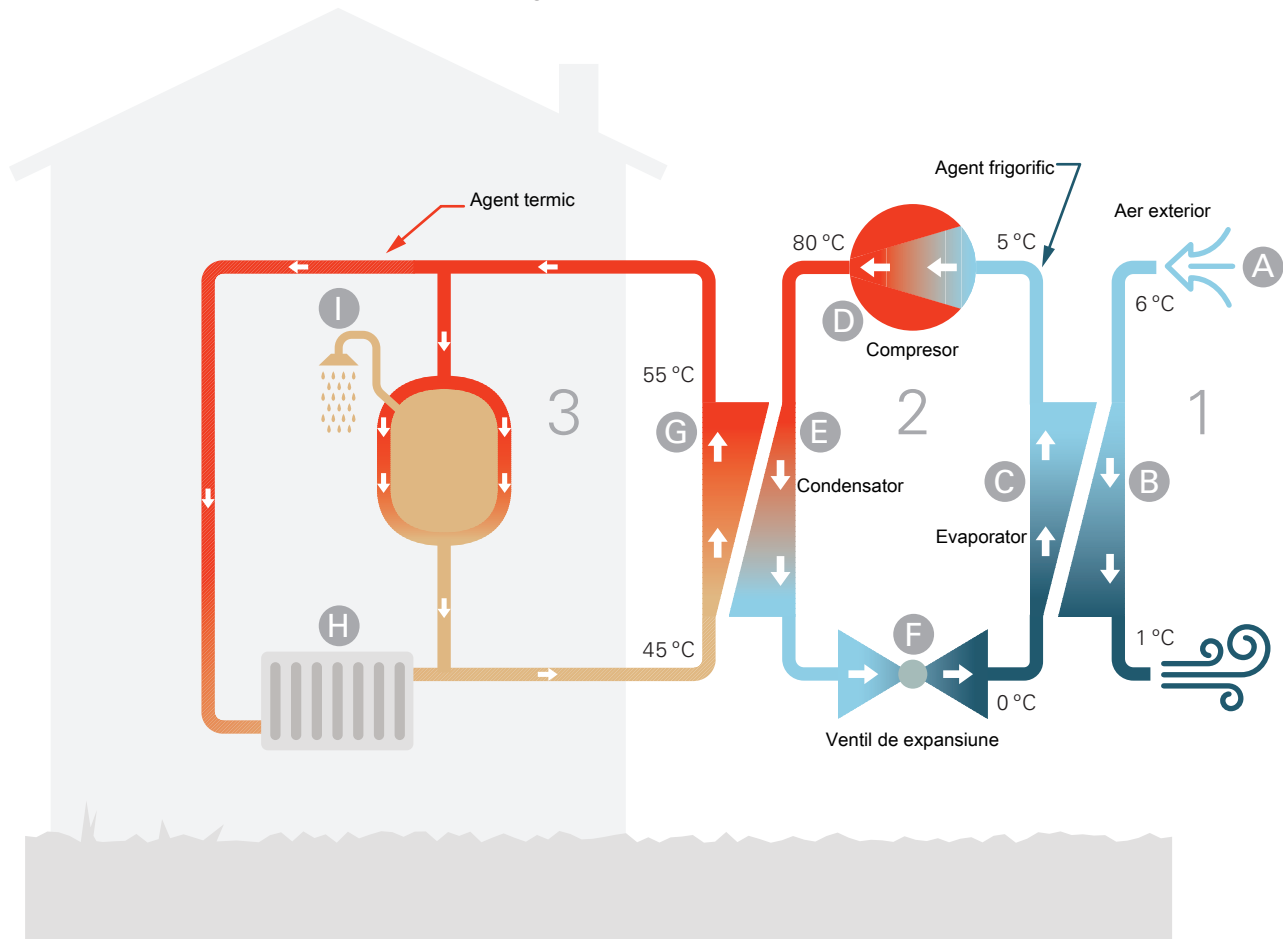 Agent frigorific
Agent termic
Aer exterior
80 °C
5 °C
A
6 °C
I
D
Compresor
55 °C
3
2
1
G
E
Condensator
C
B
Evaporator
H
F
45 °C
1 °C
0 °C
Ventil de expansiune